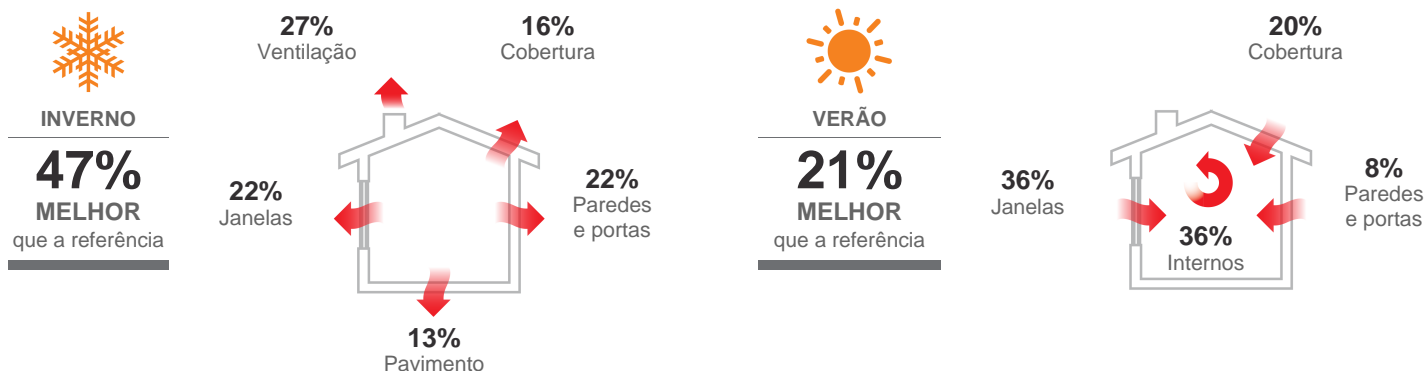 INVERNO
47%
MELHOR
que a referência
27%
Ventilação
16%
Cobertura
22%
Janelas
22%
Paredes
e portas
13%
Pavimento
VERÃO
21%
MELHOR
que a referência
20%
Cobertura
36%
Janelas
8%
Paredes
e portas
36%
Internos